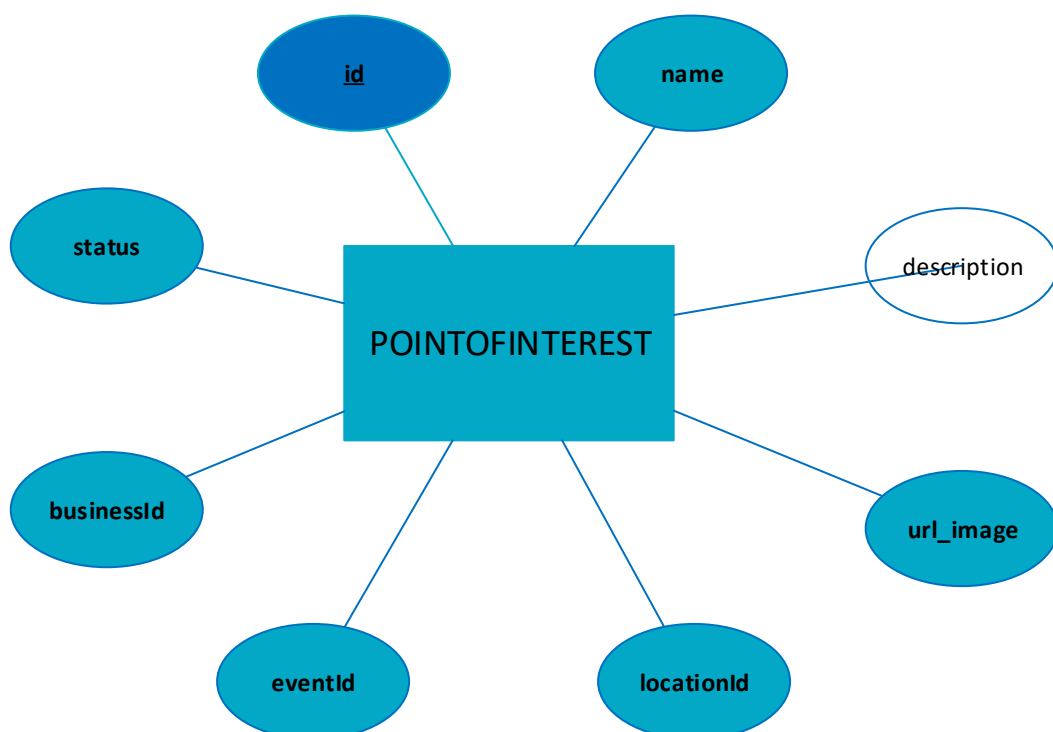 id
name
status
description
POINTOFINTEREST
businessId
url_image
eventId
locationId